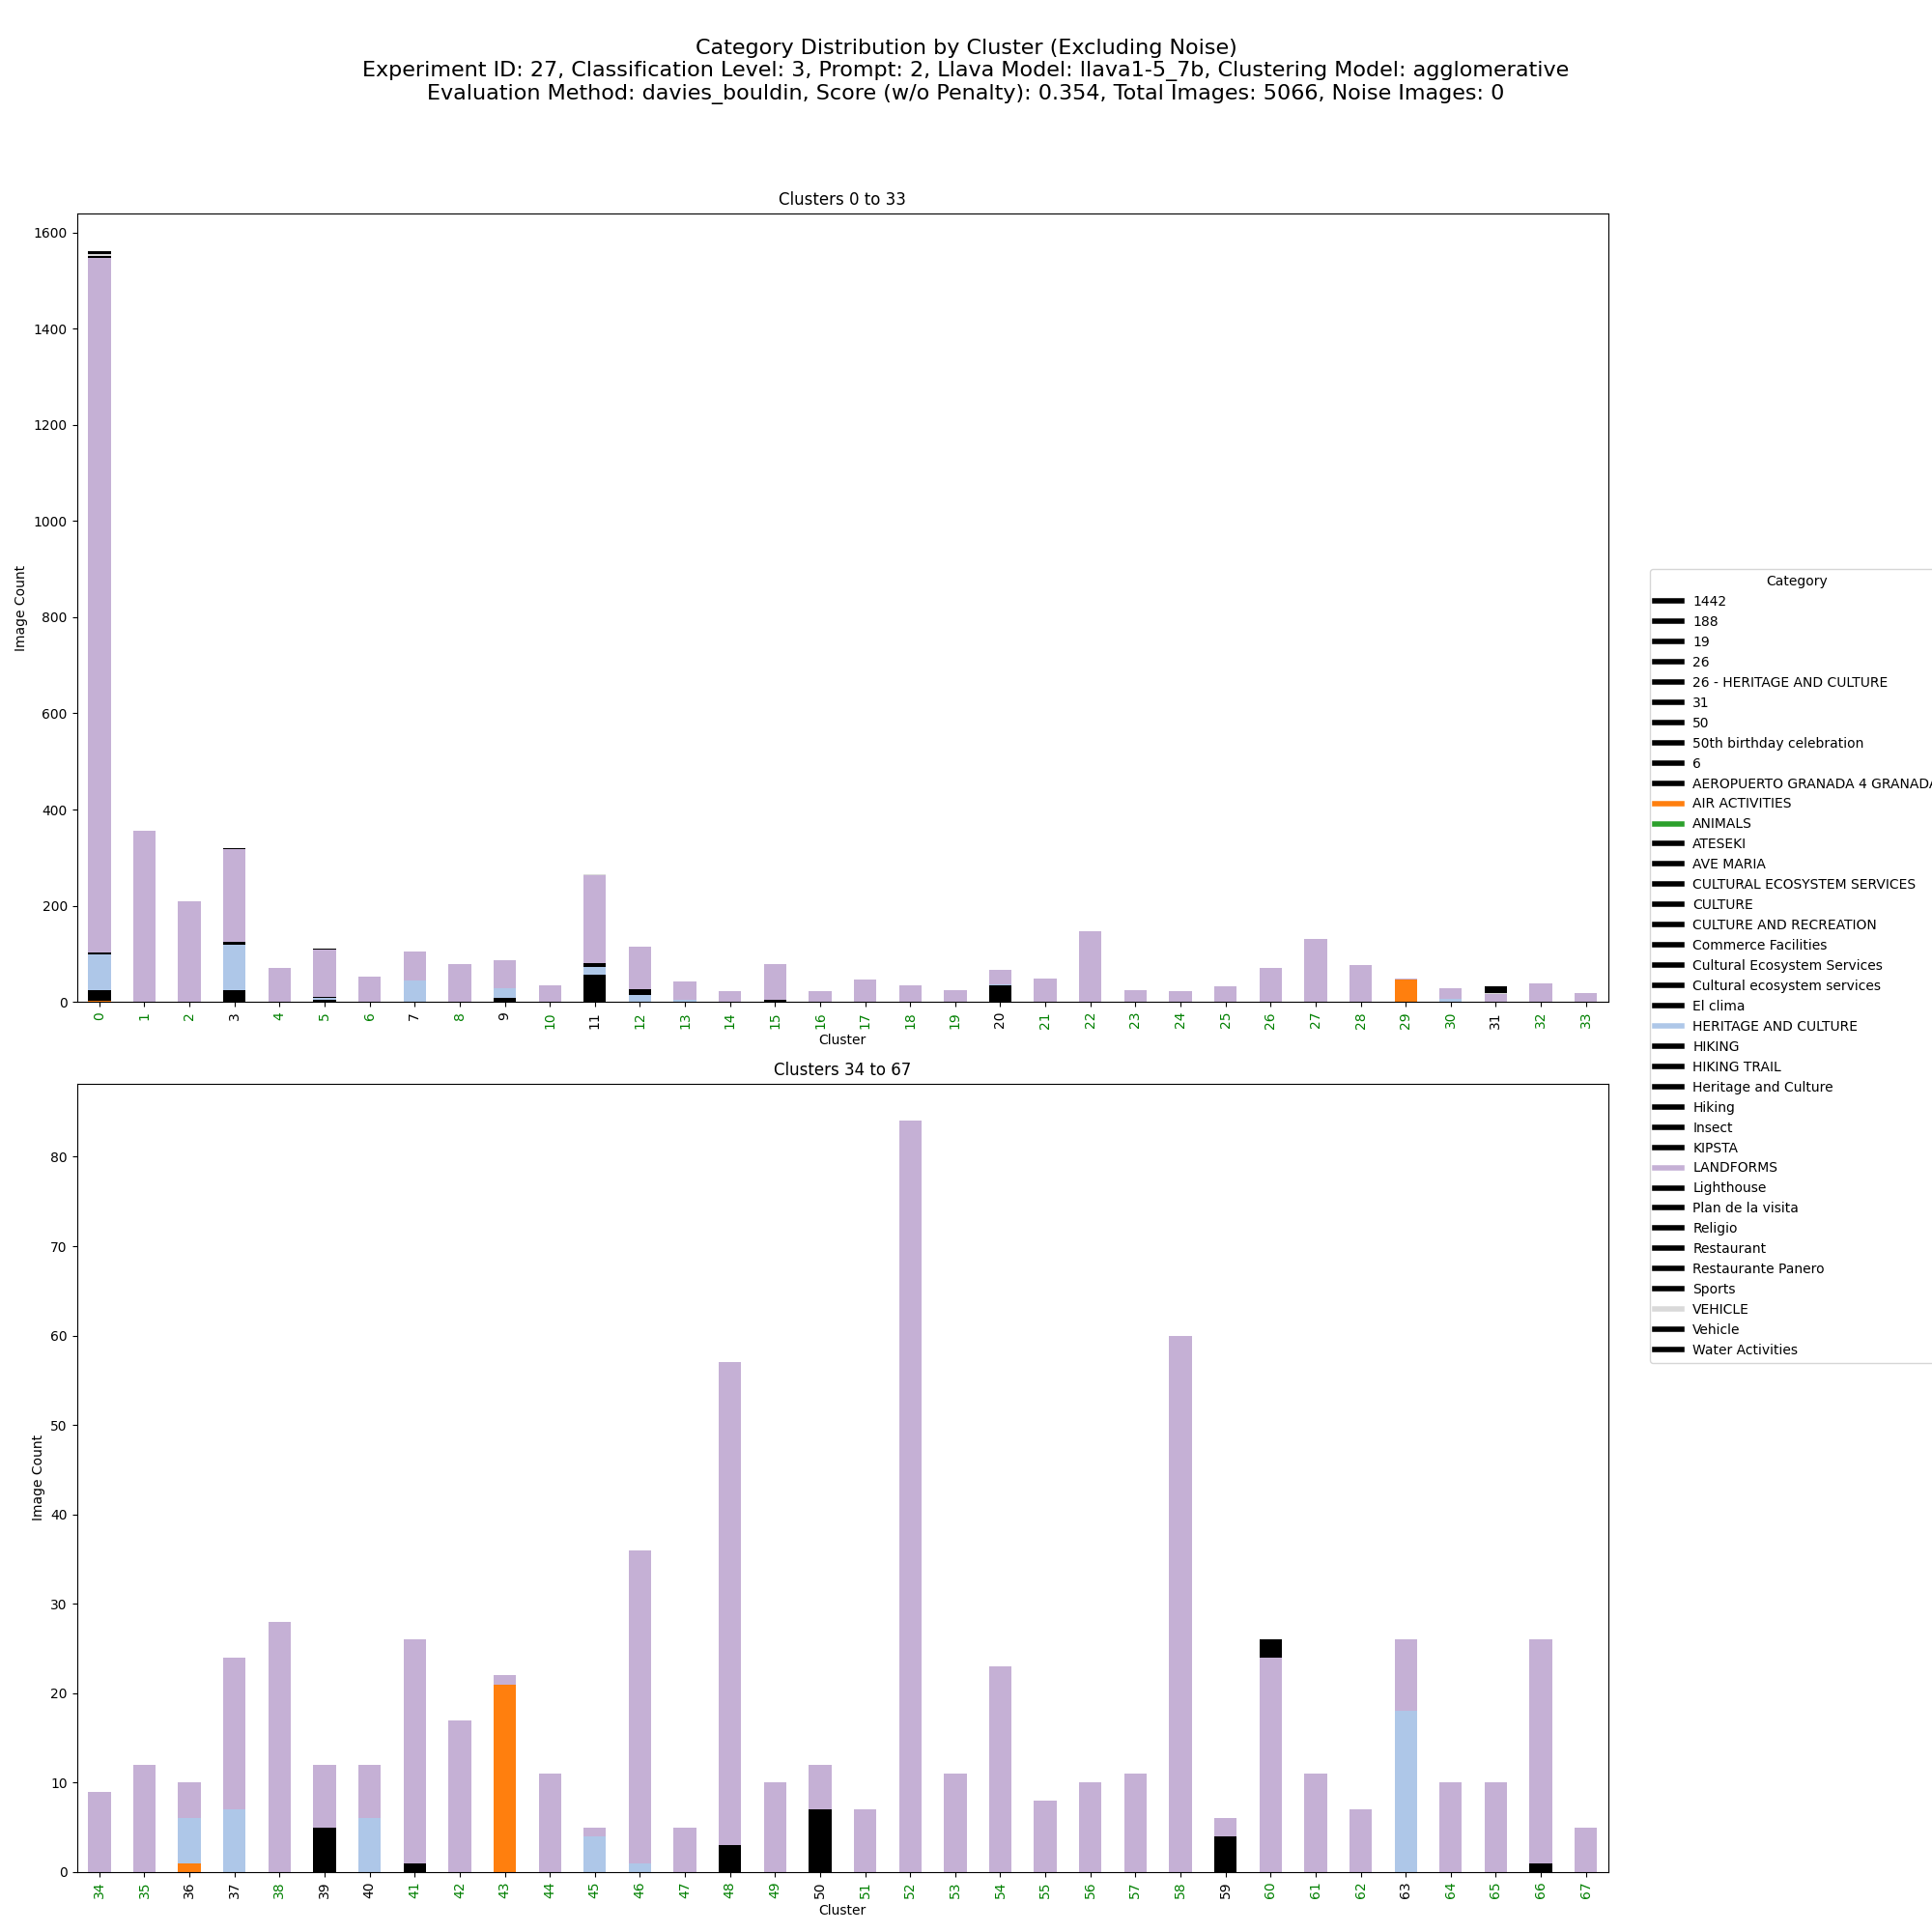 Category Distribution by Cluster (Excluding Noise)
Experiment ID: 27, Classification Level: 3, Prompt: 2, Llava Model: llava1-5_7b, Clustering Model: agglomerative
Evaluation Method: davies_bouldin, Score (w/o Penalty): 0.354, Total Images: 5066, Noise Images: 0
Clusters 0 to 33
Image Count
1600
1400
1200
1000
800
600
400
200
0
0 1 2 3 4 5 6 7 8 9 10 11 12 13 14 15 16 17 18 19 20 21 22 23 24 25 26 27 28 29 30 31 32 33
Cluster
Clusters 34 to 67
Image Count
80
70
60
50
40
30
20
10
0
34 35 36 37 38 39 40 41 42 43 44 45 46 47 48 49 50 51 52 53 54 55 56 57 58 59 60 61 62 63 64 65 66 67
Cluster
Category
1442
188
19
26
26 - HERITAGE AND CULTURE
31
50
50th birthday celebration
6
AEROPUERTO GRANADA 4 GRANADA
AIR ACTIVITIES
ANIMALS
ATESEKI
AVE MARIA
CULTURAL ECOSYSTEM SERVICES
CULTURE
CULTURE AND RECREATION
Commerce Facilities
Cultural Ecosystem Services
Cultural ecosystem services
El clima
HERITAGE AND CULTURE
HIKING
HIKING TRAIL
Heritage and Culture
Hiking
Insect
KIPSTA
LANDFORMS
Lighthouse
Plan de la visita
Religio
Restaurant
Restaurante Panero
Sports
VEHICLE
Vehicle
Water Activities